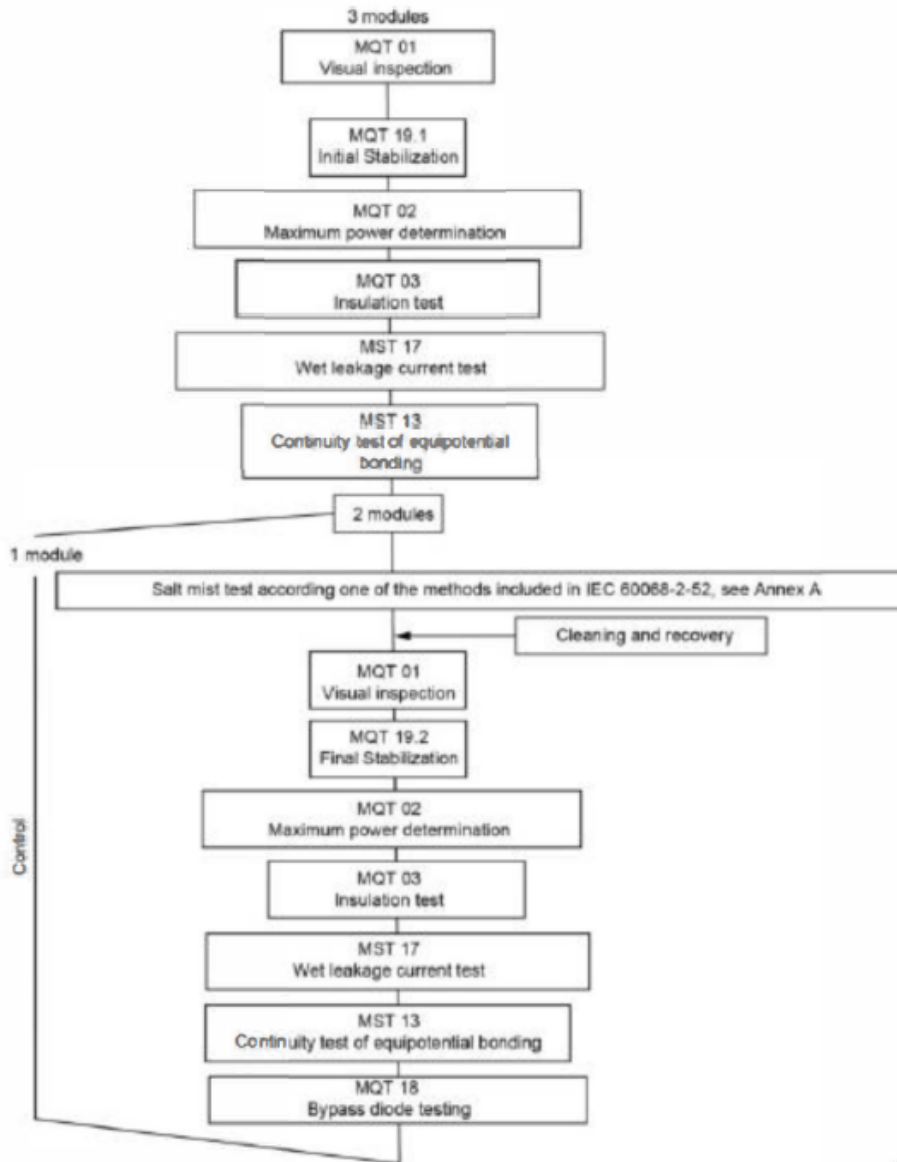 3 modules
MQT 01
Visual inspection
MQT 19.1
Initial Stabilization
MQT 02
Maximum power determination
MQT 03
Insulation test
MST 17
Wet leakage current test
MST 13
Continuity test of equipotential
bonding
2 modules
1 module
Salt mist test according one of the methods included in IEC 60068-2-52, see Annex A
Cleaning and recovery
MQT 01
Visual inspection
MQT 19.2
Final Stabilization
MQT 02
Maximum power determination
Control
MQT 03
Insulation test
MST 17
Wet leakage current test
MST 13
Continuity test of equipotential bonding
MQT 18
Bypass diode testing